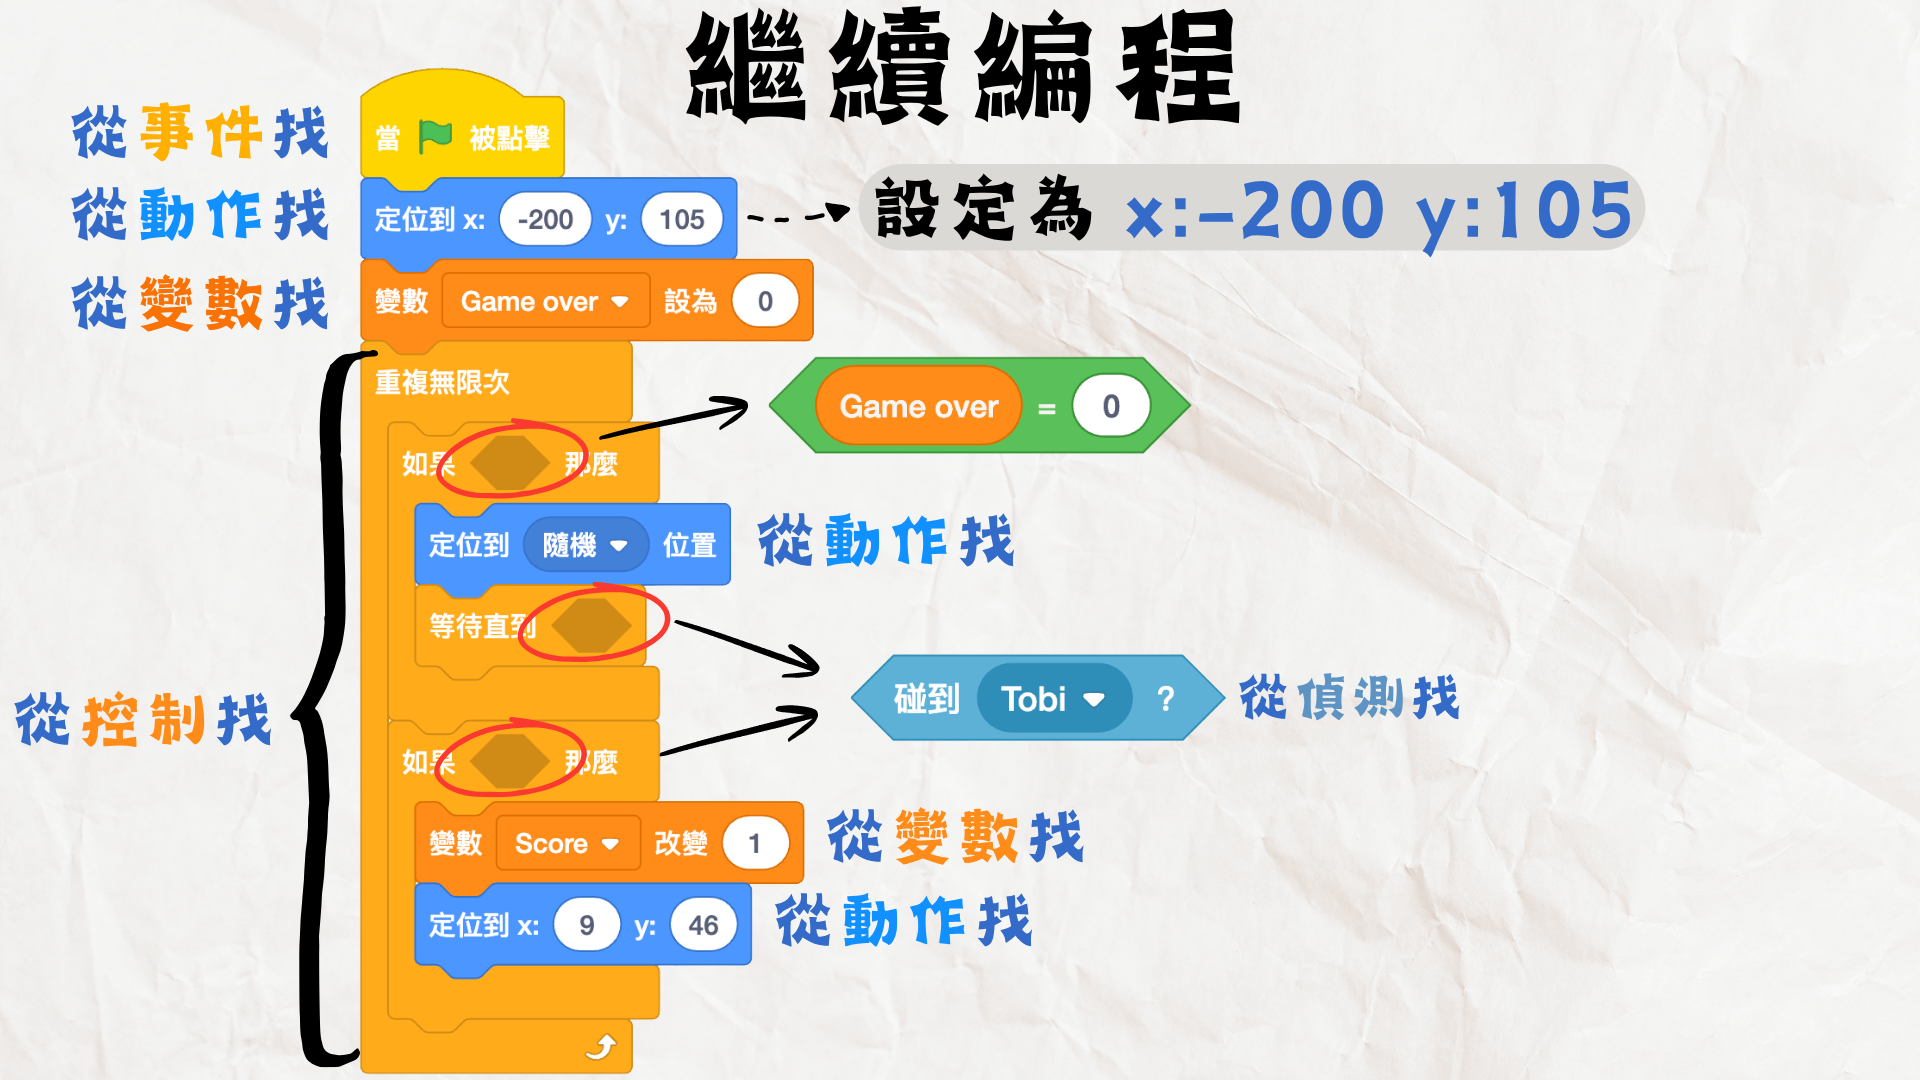 繼續編程
從事件找
當 被點擊
從動作找
定位到 x: -200 y: 105
設定為 x:-200 y:105
從變數找
變數 Game over 設為 0
重複無限次
Game over = 0
如果 那麼
定位到 隨機 位置
從動作找
等待直到
碰到 Tobi ?
從偵測找
從控制找
如果 那麼
變數 Score 改變 1
從變數找
定位到 x: 9 y: 46
從動作找